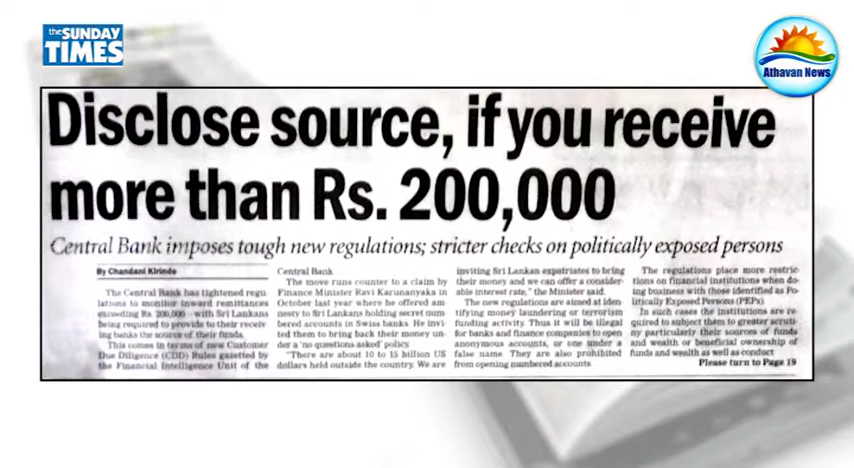 the SUNDAY
TIMES
Athavan News
Disclose source, if you receive
more than Rs. 200,000
Central Bank imposes tough new regulations; stricter checks on politically exposed persons
By Chandani Kirinde
The Central Bank has tightened regu-
lations to monitor inward remittances
exceeding Rs 200,000 - with Sri Lankans
being required to provide to their receiv
ing banks the source of their funds.
This comes in terms of new Customer
Due Diligence (CDD) Rules gazetted by
the Financial Intelligence Unit of the
Central Bank
The move runs counter to a claim by
Finance Minister Ravi Karunanyaka in
October last year where he offered am-
nesty to Sri Lankans holding secret num-
bered accounts in Swiss banks. He invi-
ted them to bring back their money un-
der a 'no questions asked' policy.
"There are about 10 to 15 billion US
dollars held outside the country. We are
inviting Sri Lankan expatriates to bring
their money and we can offer a consider-
able interest rate," the Minister said.
The new regulations are aimed at iden-
tifying money laundering or terrorism
funding activity. Thus it will be illegal
for banks and finance companies to open
anonymous accounts, or one under a
false name. They are also prohibited
from opening numbered accounts.
The regulations place more restric-
tions on financial institutions when do-
ing business with those identified as Po-
litically Exposed Persons (PEPs).
In such cases the institutions are re-
quired to subject them to greater scruti-
ny particularly their sources of funds
and wealth or beneficial ownership of
funds and wealth as well as conduct
Please turn to Page 19